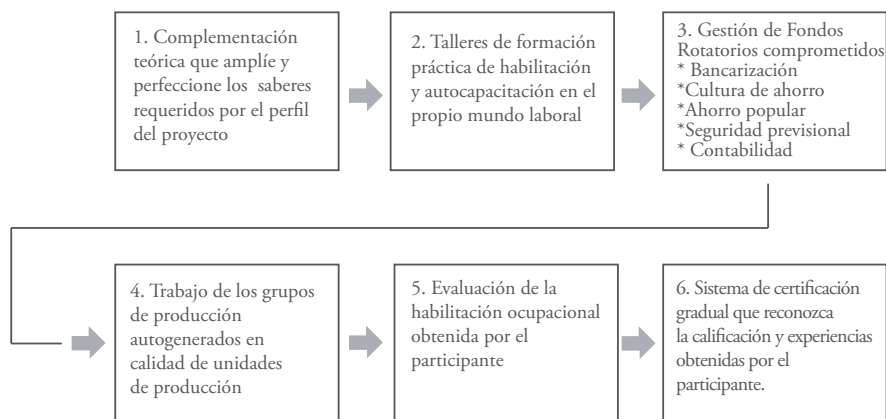 1. Complementación
teórica que amplíe y
perfeccione los saberes
requeridos por el perfil
del proyecto
2. Talleres de formación
práctica de habilitación
y autocapacitación en el
propio mundo laboral
3. Gestión de Fondos
Rotatorios comprometidos
* Bancarización
*Cultura de ahorro
*Ahorro popular
*Seguridad previsional
* Contabilidad
4. Trabajo de los grupos
de producción
autogenerados en
calidad de unidades
de producción
5. Evaluación de la
habilitación ocupacional
obtenida por el
participante
6. Sistema de certificación
gradual que reconozca
la calificación y experiencias
obtenidas por el
participante.